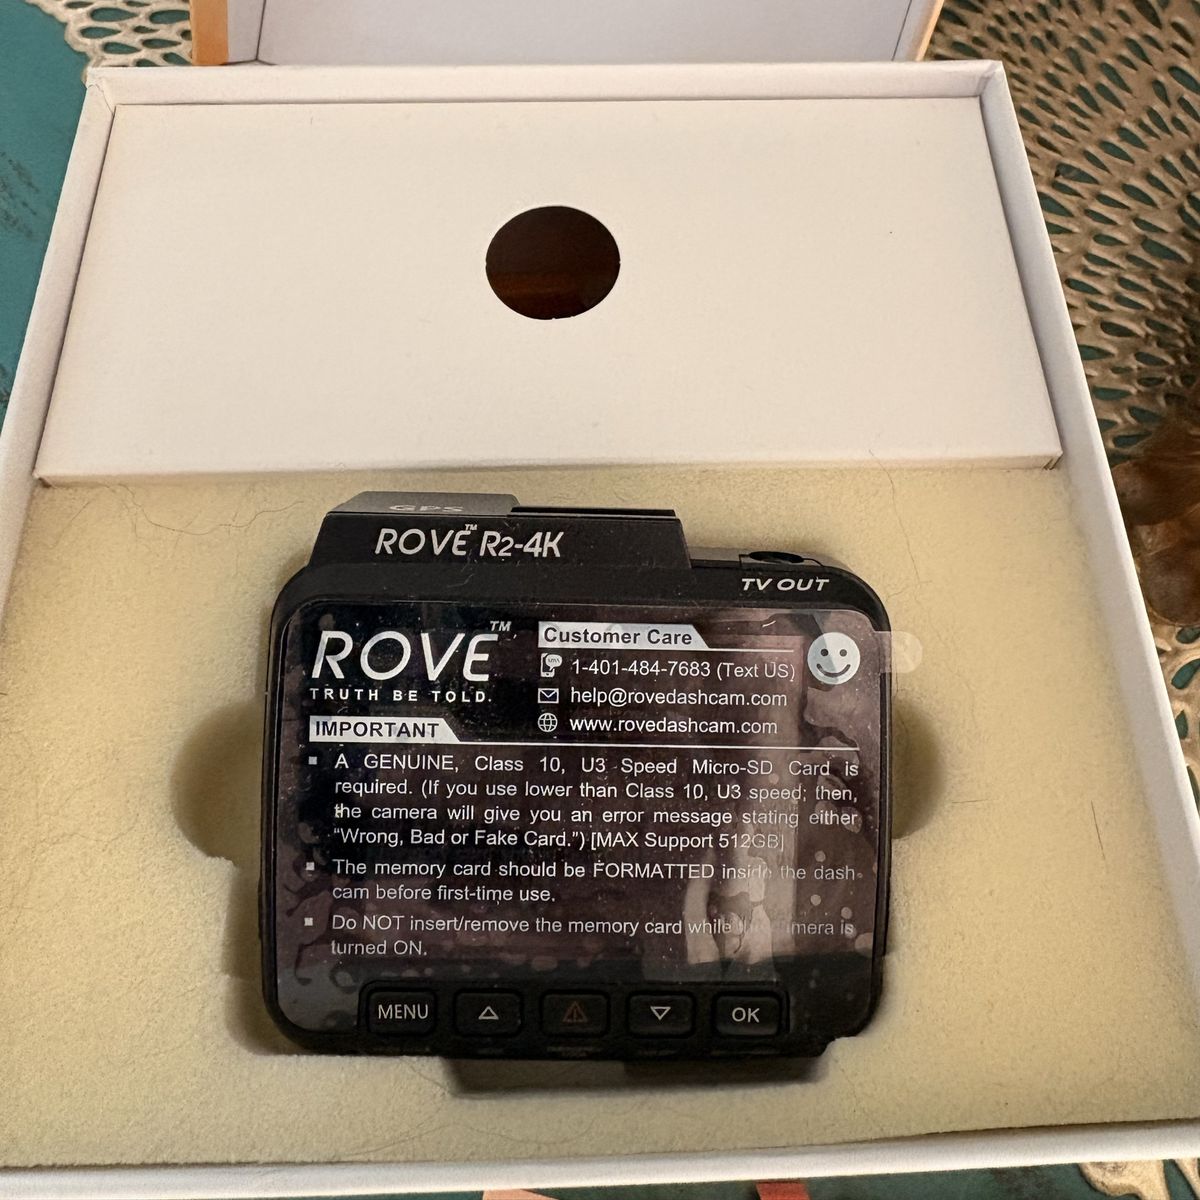 GPS
ROVE™ R2-4K
TV OUT
ROVE™
TRUTH BE TOLD.
Customer Care
1-401-484-7683 (Text US)
help@rovedashcam.com
www.rovedashcam.com
IMPORTANT
A GENUINE, Class 10, U3 Speed Micro-SD Card is
required. (If you use lower than Class 10, U3 speed; then,
the camera will give you an error message stating either
"Wrong, Bad or Fake Card.") [MAX Support 512GB]
The memory card should be FORMATTED inside the dash-
cam before first-time use.
Do NOT insert/remove the memory card while the camera is
turned ON.
MENU
OK